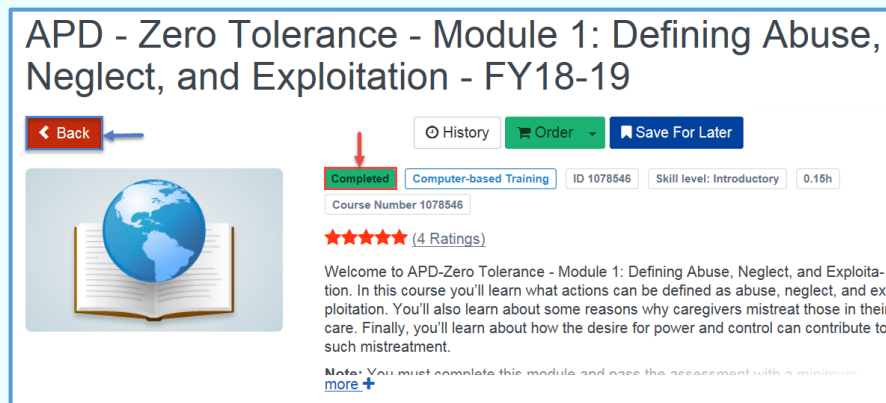 APD - Zero Tolerance - Module 1: Defining Abuse,
Neglect, and Exploitation - FY18-19
Back
History
Order
Save For Later
Completed
Computer-based Training
ID 1078546
Skill level: Introductory
0.15h
Course Number 1078546
(4 Ratings)
Welcome to APD-Zero Tolerance - Module 1: Defining Abuse, Neglect, and Exploita-
tion. In this course you'll learn what actions can be defined as abuse, neglect, and ex
ploitation. You'll also learn about some reasons why caregivers mistreat those in their
care. Finally, you'll learn about how the desire for power and control can contribute to
such mistreatment.
Note: You must complete this module and pass the assessment with a minimum
more +